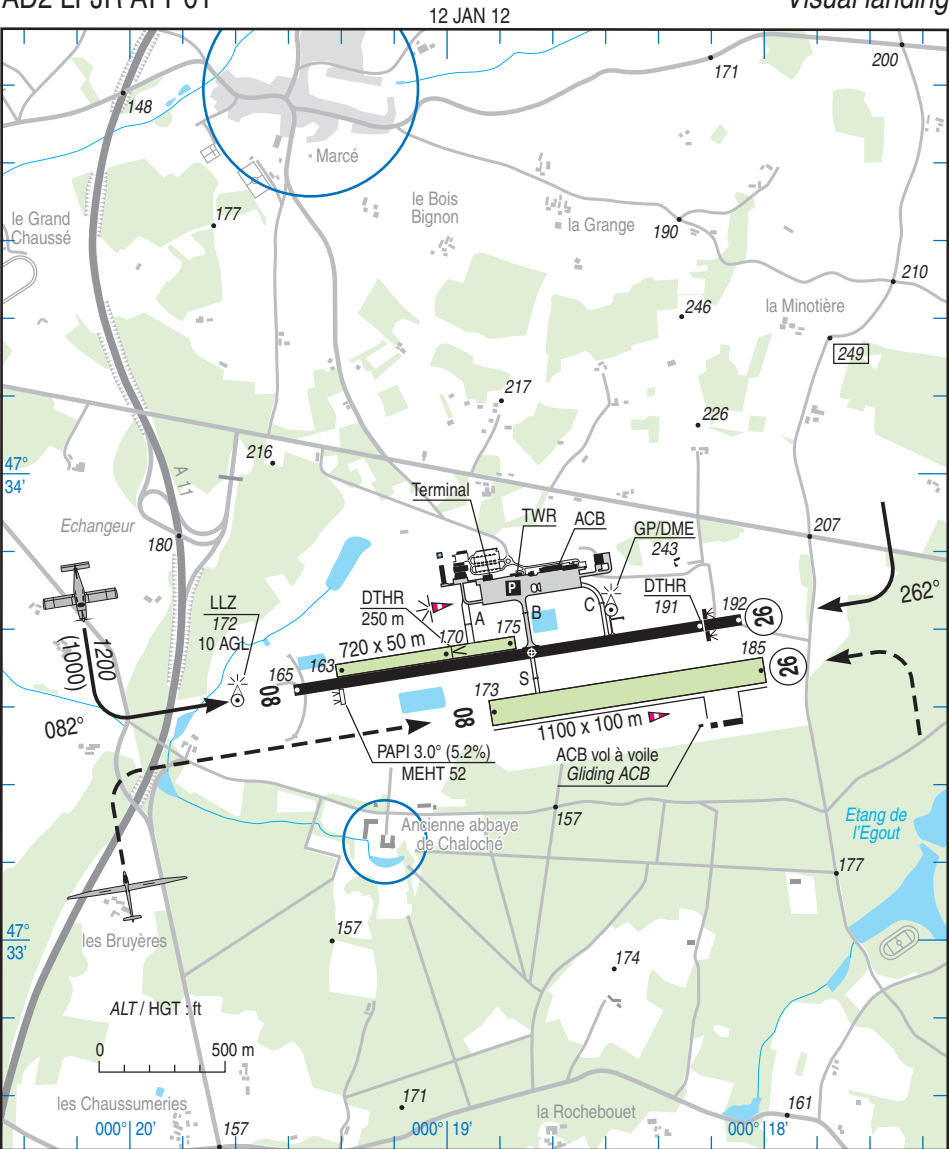 12 JAN 12
Visual landing
200
171
148
Marcé
le Bois
Bignon
le Grand
Chaussé
177
la Grange
190
210
la Minotière
246
249
217
226
216
47°
34'
A 11
Terminal
TWR
ACB
GP/DME
243
Echangeur
180
207
LLZ
172
10 AGL
DTHR
250 m
DTHR
191
262°
P
B
C
A
192
26
1200
(1000)
720 x 50 m
170
175
163
165
185
26
08
S
173
08
082°
1100 x 100 m
PAPI 3.0° (5.2%)
MEHT 52
ACB vol à voile
Gliding ACB
157
Ancienne abbaye
de Chaloché
Etang de
l'Egout
177
47°
33'
les Bruyères
157
174
ALT / HGT : ft
0
500 m
les Chaussumeries
171
la Rochebouet
161
000° 20'
157
000° 19'
000° 18'